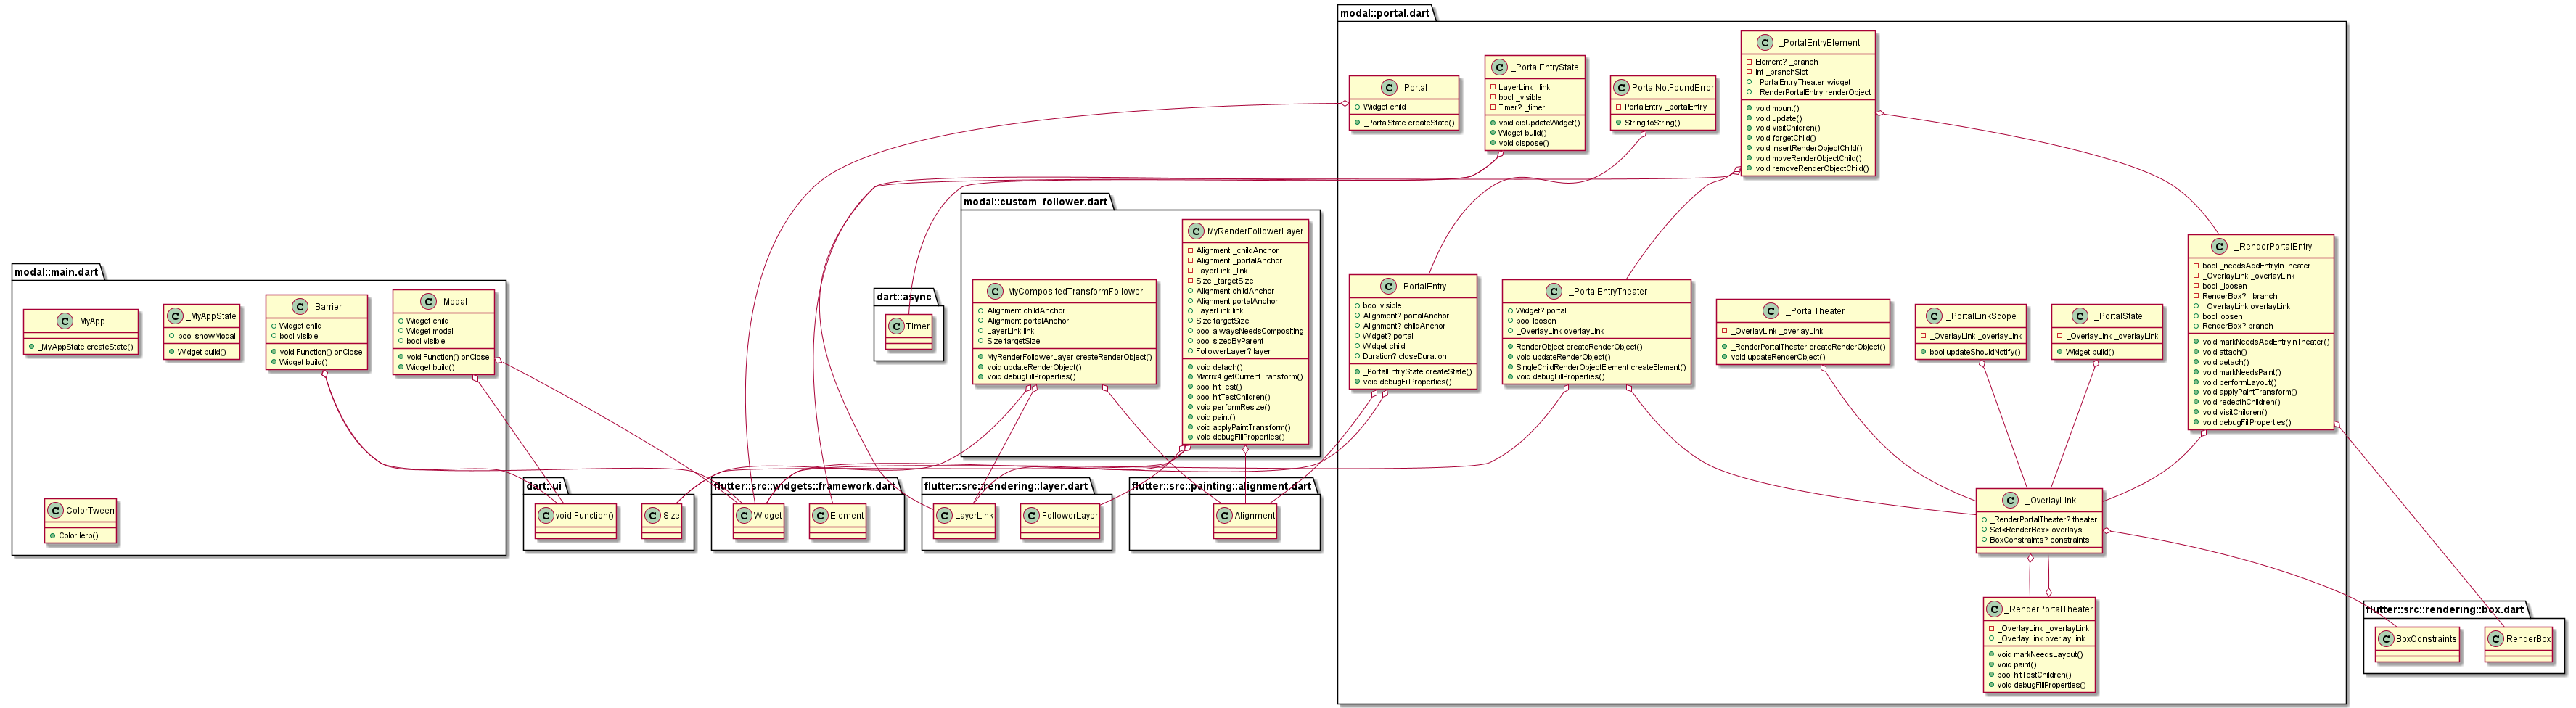 modal::portal.dart
C _PortalEntryElement
Element? _branch
int _branchSlot
_PortalEntryTheater widget
_RenderPortalEntry renderObject
void mount()
void update()
void visitChildren()
void forgetChild()
void insertRenderObjectChild()
void moveRenderObjectChild()
void removeRenderObjectChild()
C _PortalEntryState
LayerLink _link
bool _visible
Timer? _timer
void didUpdateWidget()
Widget build()
void dispose()
C Portal
Widget child
_PortalState createState()
C PortalNotFoundError
PortalEntry _portalEntry
String toString()
modal::custom_follower.dart
C MyRenderFollowerLayer
Alignment _childAnchor
Alignment _portalAnchor
LayerLink _link
Size _targetSize
Alignment childAnchor
Alignment portalAnchor
LayerLink link
Size targetSize
bool alwaysNeedsCompositing
bool sizedByParent
FollowerLayer? layer
void detach()
Matrix4 getCurrentTransform()
bool hitTest()
bool hitTestChildren()
void performResize()
void paint()
void applyPaintTransform()
void debugFillProperties()
C MyCompositedTransformFollower
Alignment childAnchor
Alignment portalAnchor
LayerLink link
Size targetSize
MyRenderFollowerLayer createRenderObject()
void updateRenderObject()
void debugFillProperties()
C _RenderPortalEntry
bool _needsAddEntryInTheater
_OverlayLink _overlayLink
bool _loosen
RenderBox? _branch
_OverlayLink overlayLink
bool loosen
RenderBox? branch
void markNeedsAddEntryInTheater()
void attach()
void detach()
void markNeedsPaint()
void performLayout()
void applyPaintTransform()
void redepthChildren()
void visitChildren()
void debugFillProperties()
modal::main.dart
C MyApp
_MyAppState createState()
C _MyAppState
bool showModal
Widget build()
C Barrier
Widget child
bool visible
void Function() onClose
Widget build()
C Modal
Widget child
Widget modal
bool visible
void Function() onClose
Widget build()
dart::async
C Timer
C PortalEntry
bool visible
Alignment? portalAnchor
Alignment? childAnchor
Widget? portal
Widget child
Duration? closeDuration
_PortalEntryState createState()
void debugFillProperties()
C _PortalEntryTheater
Widget? portal
bool loosen
_OverlayLink overlayLink
RenderObject createRenderObject()
void updateRenderObject()
SingleChildRenderObjectElement createElement()
void debugFillProperties()
C _PortalTheater
_OverlayLink _overlayLink
_RenderPortalTheater createRenderObject()
void updateRenderObject()
C _PortalLinkScope
_OverlayLink _overlayLink
bool updateShouldNotify()
C _PortalState
_OverlayLink _overlayLink
Widget build()
C ColorTween
Color lerp()
dart::ui
C void Function()
C Size
flutter::src::widgets::framework.dart
C Widget
C Element
flutter::src::rendering::layer.dart
C LayerLink
C FollowerLayer
flutter::src::painting::alignment.dart
C Alignment
C _OverlayLink
_RenderPortalTheater? theater
Set<RenderBox> overlays
BoxConstraints? constraints
C _RenderPortalTheater
_OverlayLink _overlayLink
_OverlayLink overlayLink
void markNeedsLayout()
void paint()
bool hitTestChildren()
void debugFillProperties()
flutter::src::rendering::box.dart
C BoxConstraints
C RenderBox